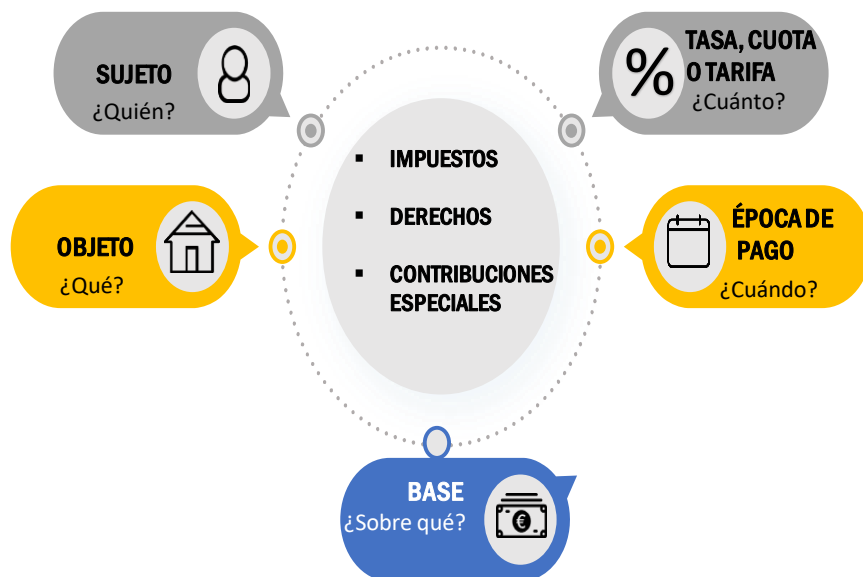 SUJETO
¿Quién?
%
TASA, CUOTA
O TARIFA
¿Cuánto?
▪ IMPUESTOS
▪ DERECHOS
▪ CONTRIBUCIONES
ESPECIALES
OBJETO
¿Qué?
ÉPOCA DE
PAGO
¿Cuándo?
BASE
¿Sobre qué?
€